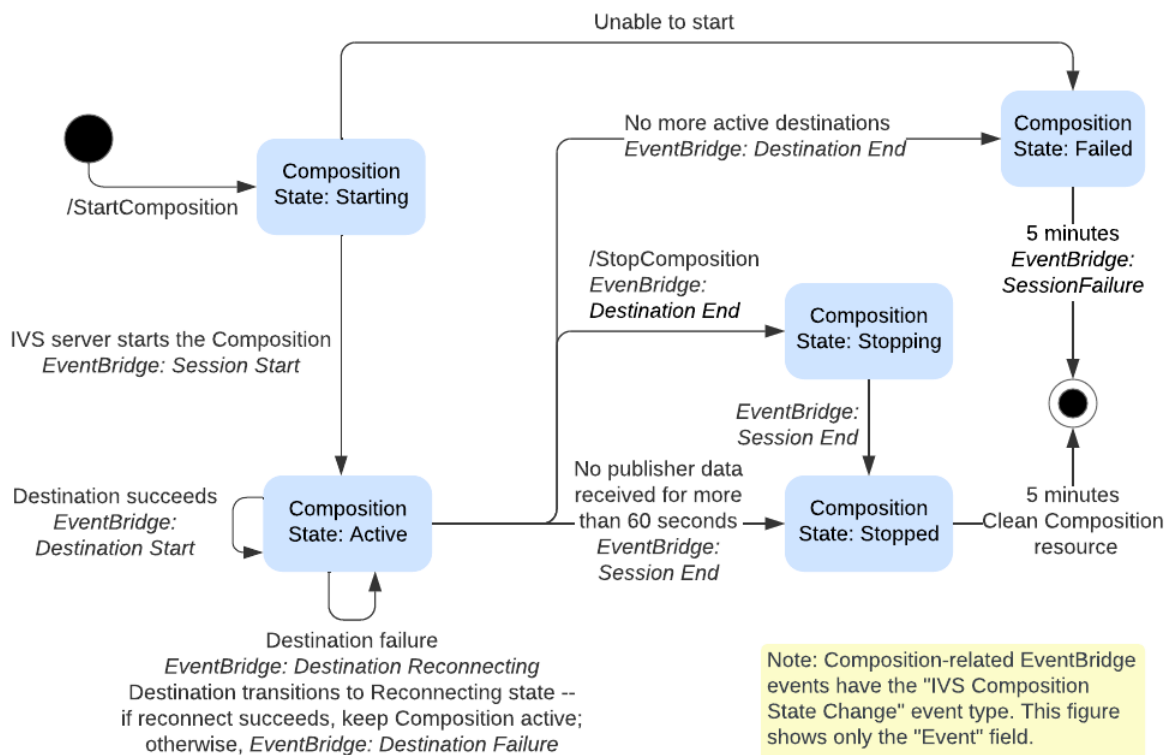 Unable to start
No more active destinations
EventBridge: Destination End
Composition
State: Failed
Composition
State: Starting
/StartComposition
5 minutes
EventBridge:
SessionFailure
/StopComposition
EvenBridge:
Destination End
Composition
State: Stopping
IVS server starts the Composition
EventBridge: Session Start
EventBridge:
Session End
Destination succeeds
EventBridge:
Destination Start
Composition
State: Active
No publisher data
received for more
than 60 seconds
EventBridge:
Session End
Composition
State: Stopped
5 minutes
Clean Composition
resource
Destination failure
EventBridge: Destination Reconnecting
Destination transitions to Reconnecting state --
if reconnect succeeds, keep Composition active;
otherwise, EventBridge: Destination Failure
Note: Composition-related EventBridge
events have the "IVS Composition
State Change" event type. This figure
shows only the "Event" field.